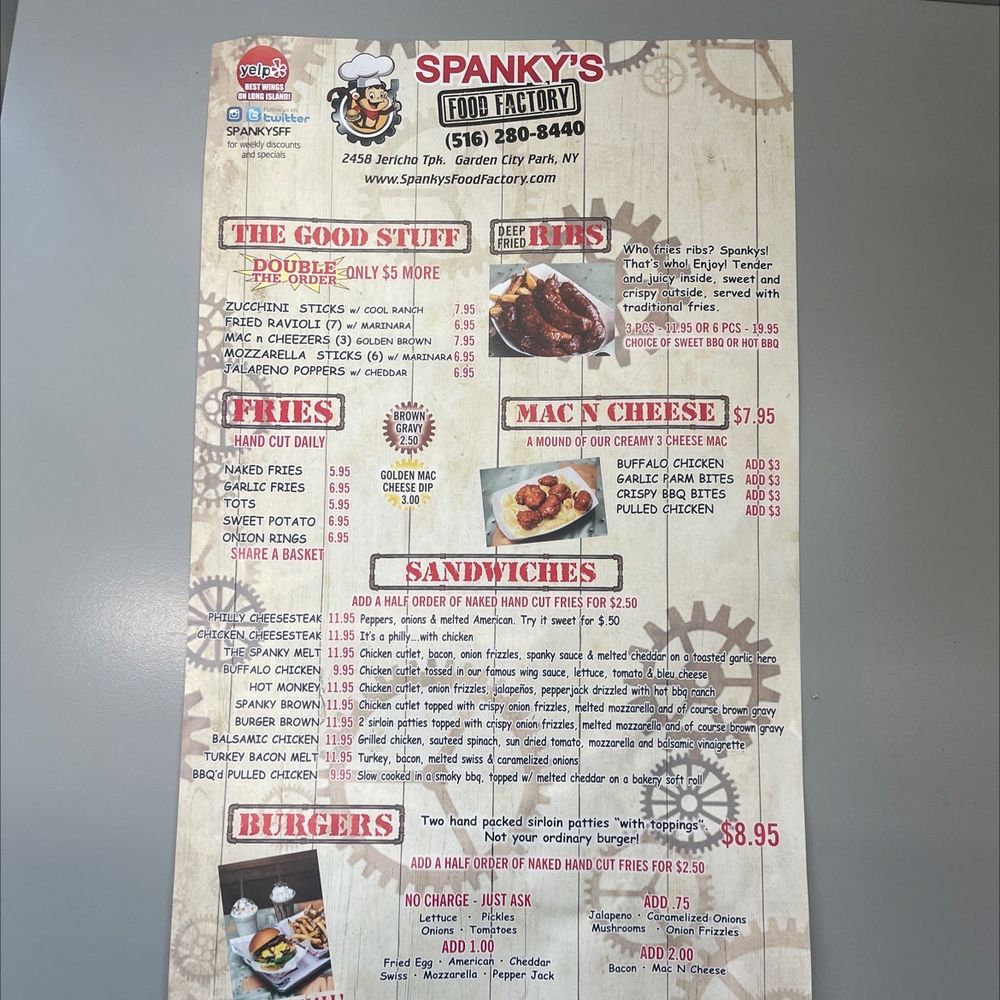 yelp
BEST WINGS
ON LONG ISLAND!
Follow us on
twitter
SPANKYSFF
for weekly discounts
and specials
SPANKY'S
FOOD FACTORY
(516) 280-8440
2458 Jericho Tpk. Garden City Park, NY
www.SpankysFoodFactory.com
THE GOOD STUFF
DOUBLE
THE ORDER
ONLY $5 MORE
ZUCCHINI STICKS w/ COOL RANCH 7.95
FRIED RAVIOLI (7) w/ MARINARA 6.95
MAC n CHEEZERS (3) GOLDEN BROWN 7.95
MOZZARELLA STICKS (6) w/ MARINARA 6.95
JALAPENO POPPERS w/ CHEDDAR 6.95
DEEP
FRIED
RIBS
Who fries ribs? Spankys!
That's who! Enjoy! Tender
and juicy inside, sweet and
crispy outside, served with
traditional fries.
3 PCS - 11.95 OR 6 PCS - 19.95
CHOICE OF SWEET BBQ OR HOT BBQ
FRIES
HAND CUT DAILY
NAKED FRIES 5.95
GARLIC FRIES 6.95
TOTS 5.95
SWEET POTATO 6.95
ONION RINGS 6.95
SHARE A BASKET
BROWN
GRAVY
2.50
GOLDEN MAC
CHEESE DIP
3.00
MAC N CHEESE $7.95
A MOUND OF OUR CREAMY 3 CHEESE MAC
BUFFALO CHICKEN ADD $3
GARLIC PARM BITES ADD $3
CRISPY BBQ BITES ADD $3
PULLED CHICKEN ADD $3
SANDWICHES
ADD A HALF ORDER OF NAKED HAND CUT FRIES FOR $2.50
PHILLY CHEESESTEAK 11.95 Peppers, onions & melted American. Try it sweet for $.50
CHICKEN CHEESESTEAK 11.95 It's a philly....with chicken
THE SPANKY MELT 11.95 Chicken cutlet, bacon, onion frizzles, spanky sauce & melted cheddar on a toasted garlic hero
BUFFALO CHICKEN 9.95 Chicken cutlet tossed in our famous wing sauce, lettuce, tomato & bleu cheese
HOT MONKEY 11.95 Chicken cutlet, onion frizzles, jalapeños, pepperjack drizzled with hot bbq ranch
SPANKY BROWN 11.95 Chicken cutlet topped with crispy onion frizzles, melted mozzarella and of course brown gravy
BURGER BROWN 11.95 2 sirloin patties topped with crispy onion frizzles, melted mozzarella and of course brown gravy
BALSAMIC CHICKEN 11.95 Grilled chicken, sauteed spinach, sun dried tomato, mozzarella and balsamic vinaigrette
TURKEY BACON MELT 11.95 Turkey, bacon, melted swiss & caramelized onions
BBQ'd PULLED CHICKEN 9.95 Slow cooked in a smoky bbq, topped w/ melted cheddar on a bakery soft roll
BURGERS
Two hand packed sirloin patties "with toppings".
Not your ordinary burger!
$8.95
ADD A HALF ORDER OF NAKED HAND CUT FRIES FOR $2.50
NO CHARGE - JUST ASK
Lettuce · Pickles
Onions · Tomatoes
ADD 1.00
Fried Egg · American · Cheddar
Swiss · Mozzarella · Pepper Jack
ADD .75
Jalapeno · Caramelized Onions
Mushrooms · Onion Frizzles
ADD 2.00
Bacon · Mac N Cheese